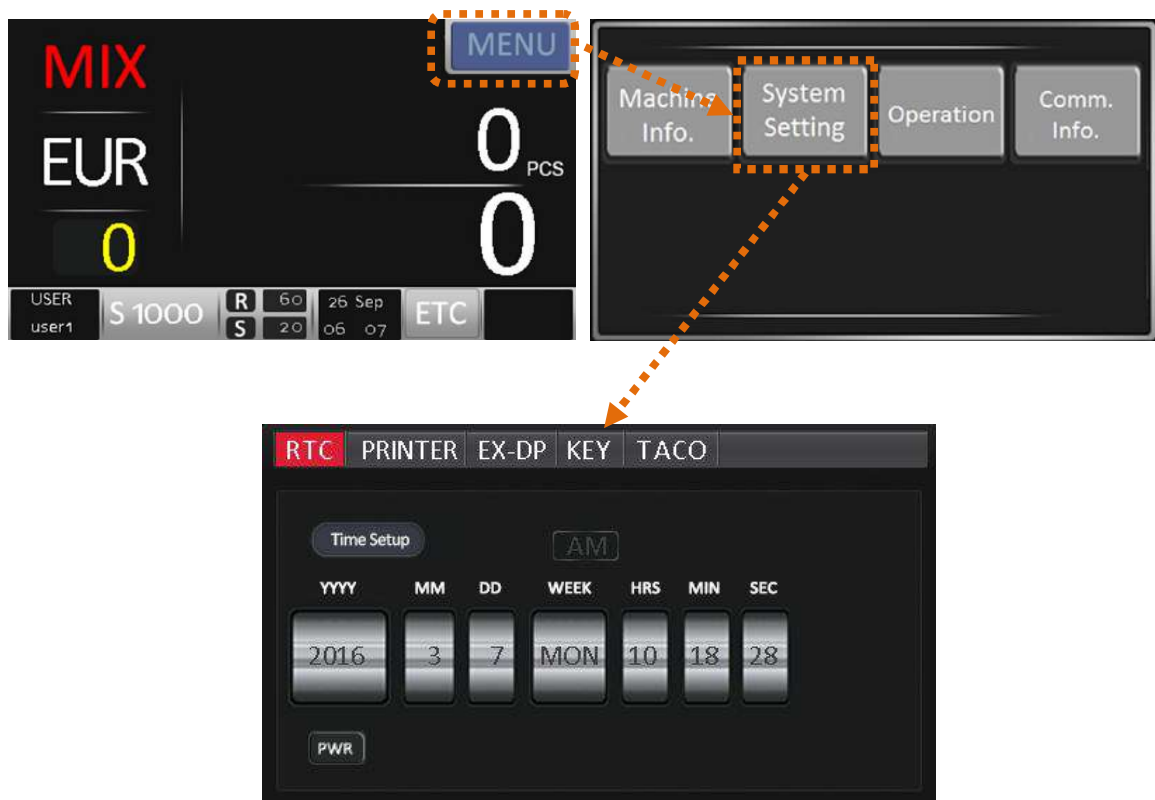 MIX
MENU
EUR
0 PCS
0
0
USER
user1
S 1000
R 60
S 20
26 Sep
06 07
ETC
Machine
Info.
System
Setting
Operation
Comm.
Info.
RTC PRINTER EX-DP KEY TACO
Time Setup
AM
YYYY MM DD WEEK HRS MIN SEC
2016 3 7 MON 10 18 28
PWR